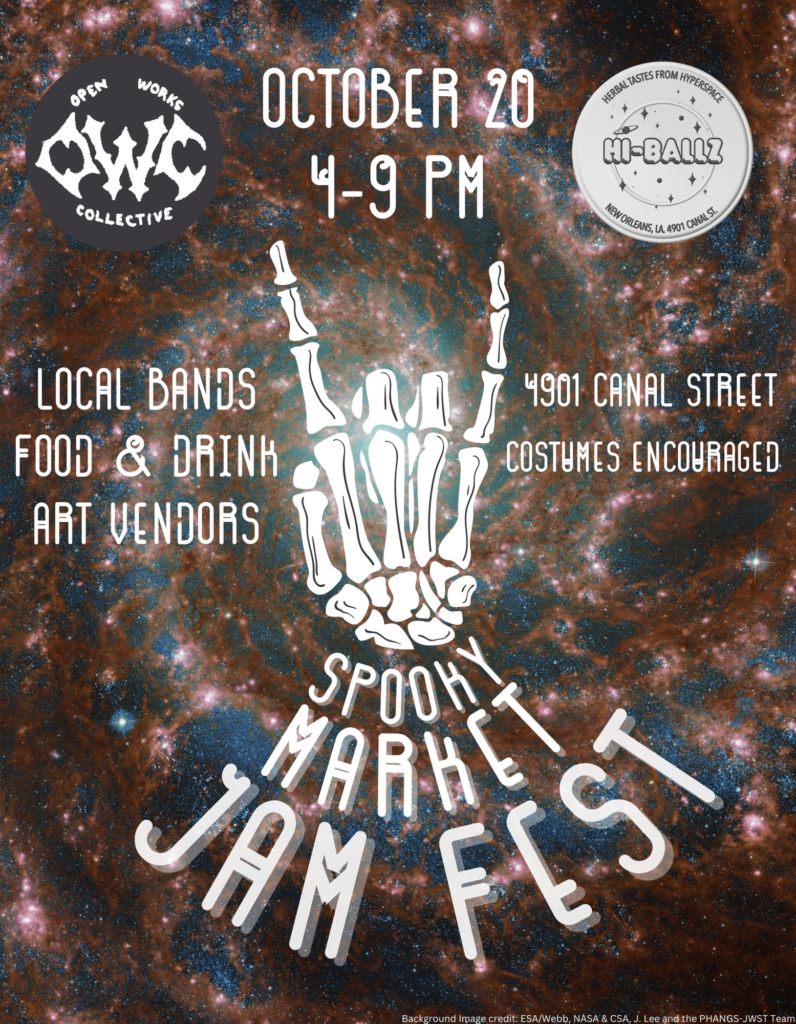 OPEN WORKS
OWC
COLLECTIVE
OCTOBER 20
4-9 PM
HERBAL TASTES FROM HYPERSPACE
HI-BALLZ
NEW ORLEANS, LA. 4901 CANAL ST.
LOCAL BANDS
FOOD & DRINK
ART VENDORS
4901 CANAL STREET
COSTUMES ENCOURAGED
SPOOKY
MARKET
JAM FEST
Background Image credit: ESA/Webb, NASA & CSA, J. Lee and the PHANGS-JWST Team